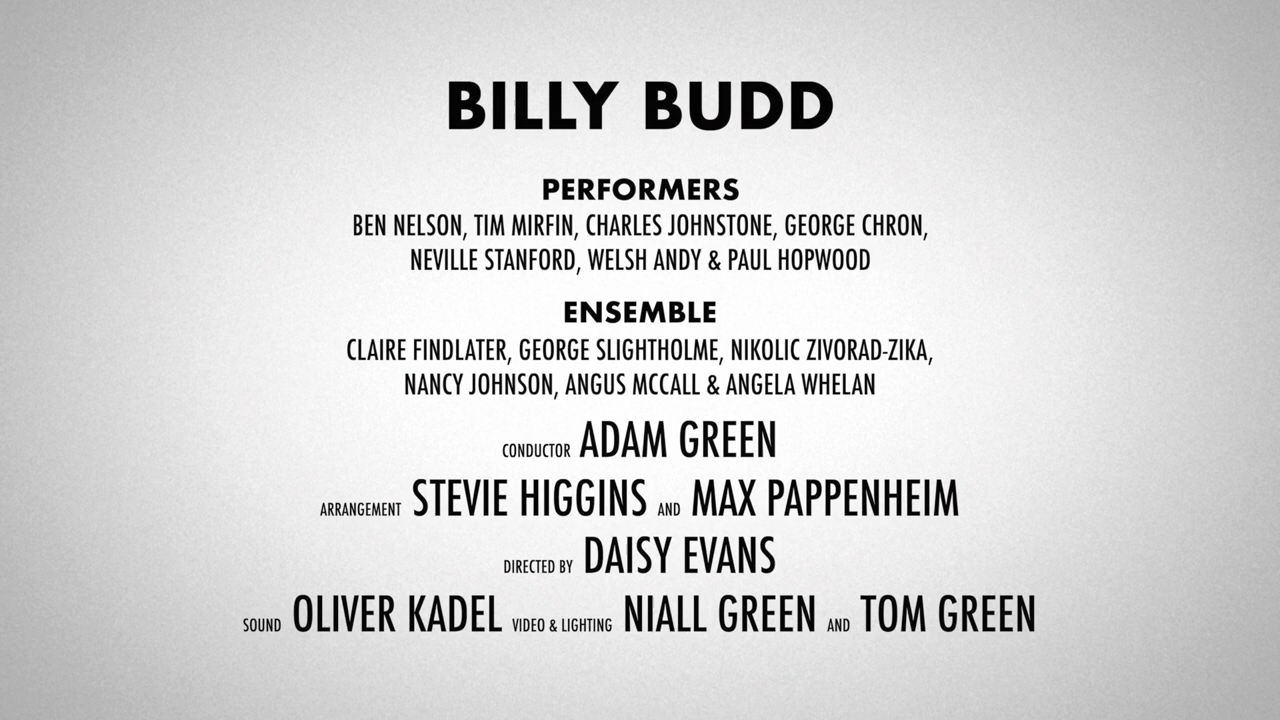 BILLY BUDD
PERFORMERS
BEN NELSON, TIM MIRFIN, CHARLES JOHNSTONE, GEORGE CHRON,
NEVILLE STANFORD, WELSH ANDY & PAUL HOPWOOD
ENSEMBLE
CLAIRE FINDLATER, GEORGE SLIGHTHOLME, NIKOLIC ZIVORAD-ZIKA,
NANCY JOHNSON, ANGUS MCCALL & ANGELA WHELAN
CONDUCTOR ADAM GREEN
ARRANGEMENT STEVIE HIGGINS AND MAX PAPPENHEIM
DIRECTED BY DAISY EVANS
SOUND OLIVER KADEL VIDEO & LIGHTING NIALL GREEN AND TOM GREEN